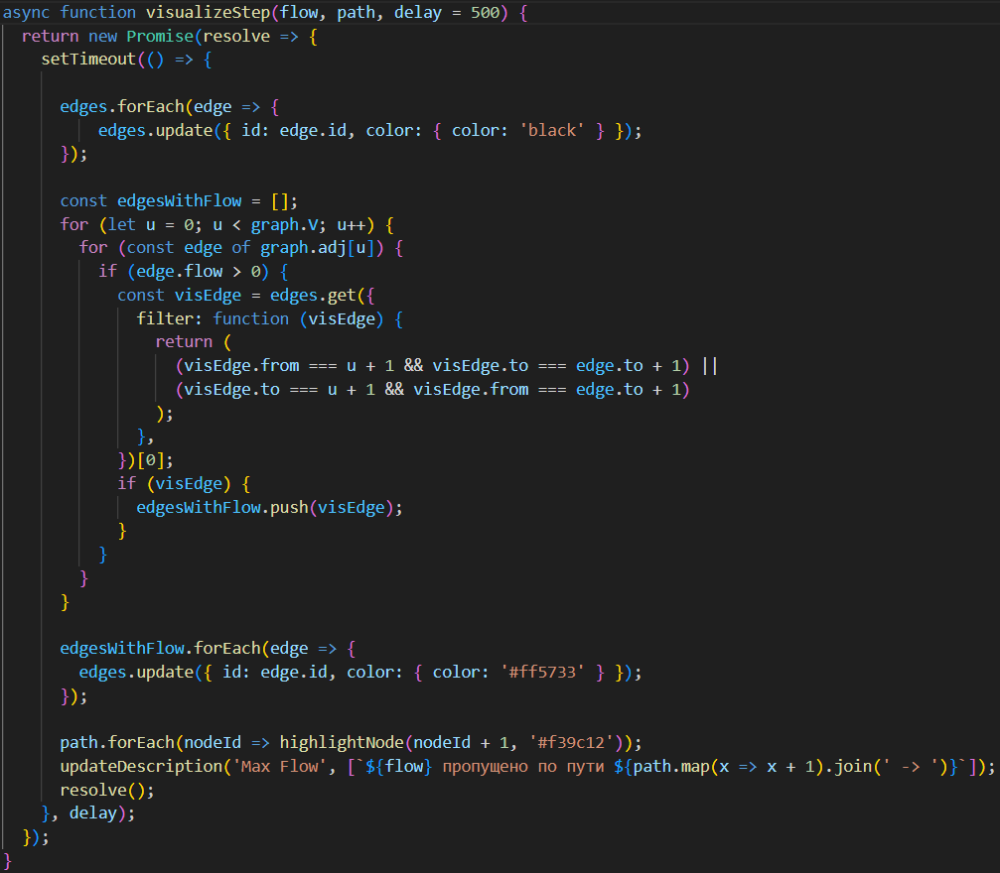 async function visualizeStep(flow, path, delay = 500) {
  return new Promise(resolve => {
    setTimeout(() => {
      edges.forEach(edge => {
          edges.update({ id: edge.id, color: { color: 'black' } });
      });
      const edgesWithFlow = [];
      for (let u = 0; u < graph.V; u++) {
        for (const edge of graph.adj[u]) {
          if (edge.flow > 0) {
            const visEdge = edges.get({
              filter: function (visEdge) {
                return (
                  (visEdge.from === u + 1 && visEdge.to === edge.to + 1) ||
                  (visEdge.to === u + 1 && visEdge.from === edge.to + 1)
                );
              },
            })[0];
            if (visEdge) {
              edgesWithFlow.push(visEdge);
            }
          }
        }
      }
      edgesWithFlow.forEach(edge => {
        edges.update({ id: edge.id, color: { color: '#ff5733' } });
      });
      path.forEach(nodeId => highlightNode(nodeId + 1, '#f39c12'));
      updateDescription('Max Flow', [`${flow} пропущено по пути ${path.map(x => x + 1).join(' -> ')}`]);
      resolve();
    }, delay);
  });
}